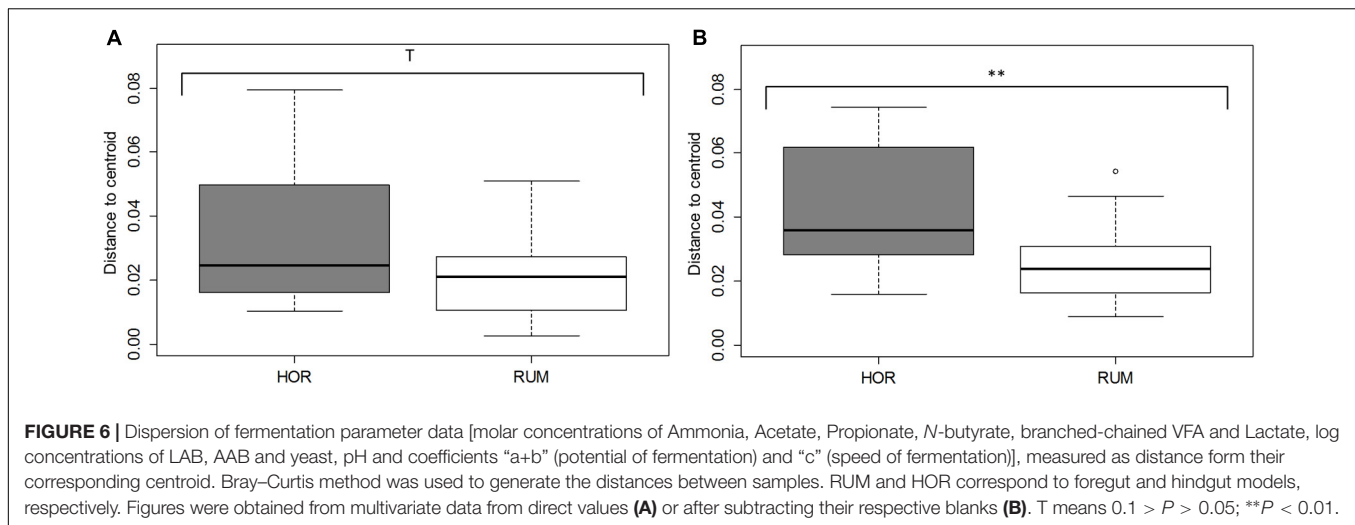 A
T
Distance to centroid
0.00
0.02
0.04
0.06
0.08
HOR
RUM
B
**
Distance to centroid
0.00
0.02
0.04
0.06
0.08
HOR
RUM
FIGURE 6 | Dispersion of fermentation parameter data [molar concentrations of Ammonia, Acetate, Propionate, N-butyrate, branched-chained VFA and Lactate, log
concentrations of LAB, AAB and yeast, pH and coefficients “a+b” (potential of fermentation) and “c” (speed of fermentation)], measured as distance form their
corresponding centroid. Bray–Curtis method was used to generate the distances between samples. RUM and HOR correspond to foregut and hindgut models,
respectively. Figures were obtained from multivariate data from direct values (A) or after subtracting their respective blanks (B). T means 0.1 > P > 0.05; **P < 0.01.